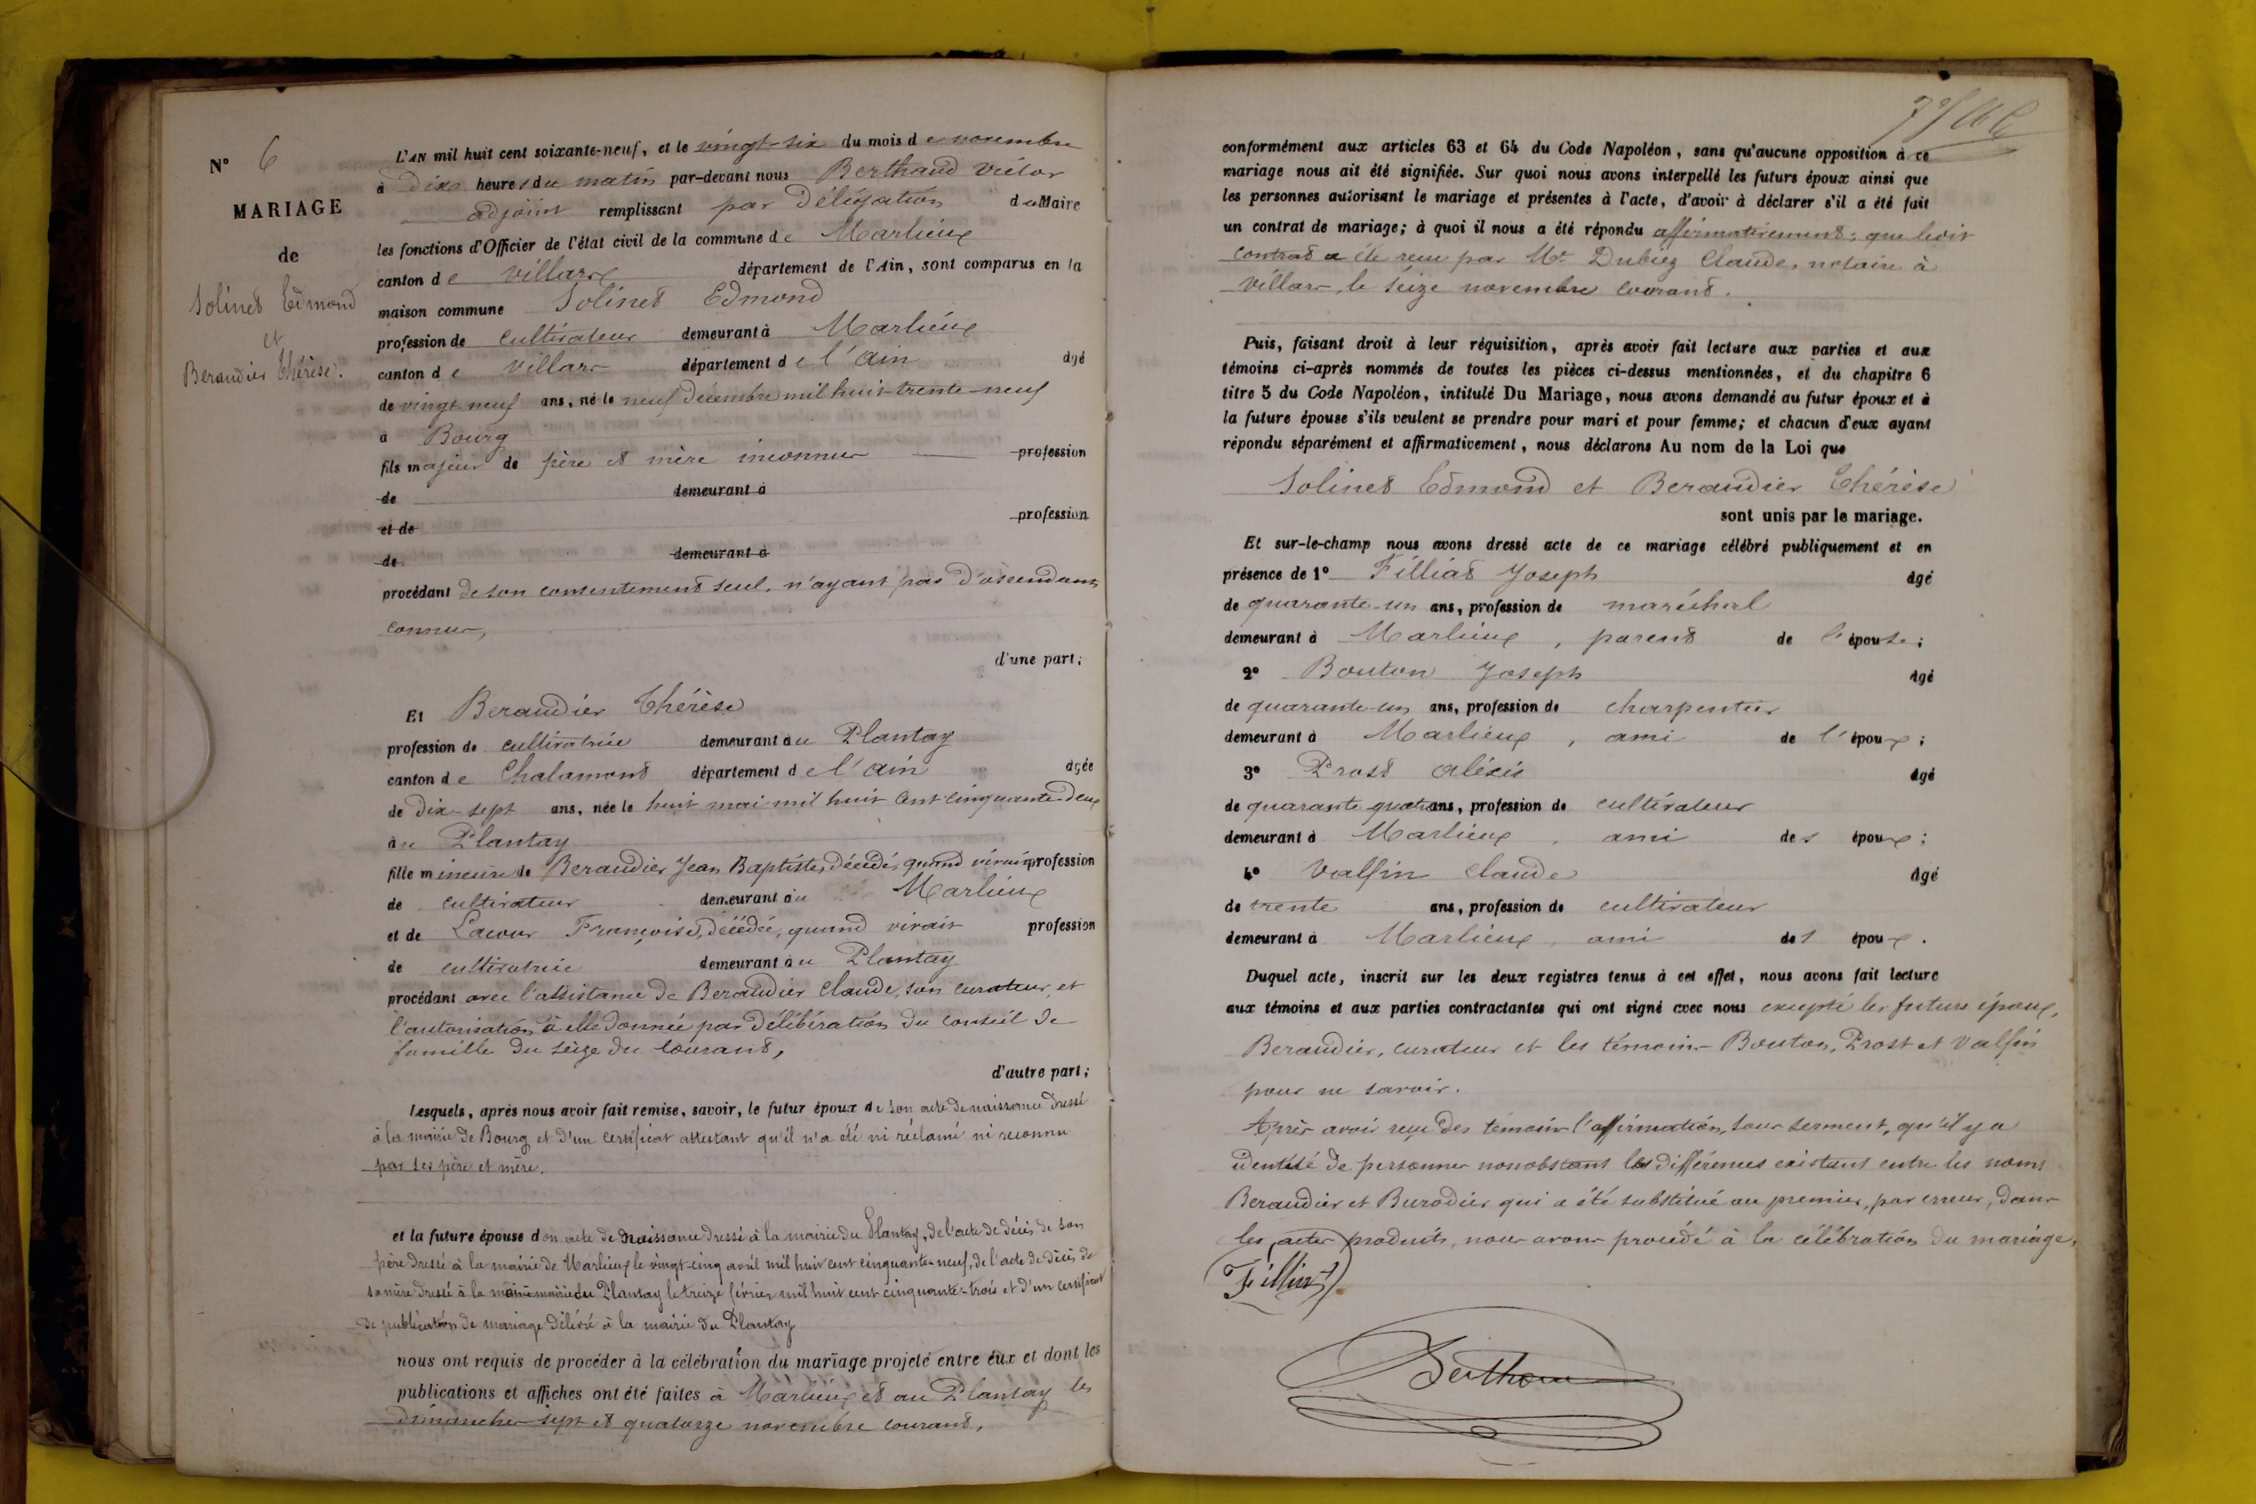 N° 6
MARIAGE
de
Solinet Edmond
et
Beraudier Thérèse.
L'AN mil huit cent soixante-neuf, et le vingt-six du mois de novembre
à dix heures du matin par-devant nous Berthaud Victor
adjoint remplissant par délégation du Maire
les fonctions d'Officier de l'état civil de la commune de Marlieux
canton de Villars département de l'Ain, sont comparus en la
maison commune Solinet Edmond
profession de cultivateur demeurant à Marlieux
canton de Villars département de l'ain âgé
de vingt neuf ans, né le neuf décembre mil huit trente-neuf
à Bourg
fils majeur de père et mère inconnus profession
de demeurant à
et de profession
de demeurant à
procédant de son consentement seul, n'ayant pas d'ascendants
connus,
d'une part;
Et Beraudier Thérèse
profession de cultivatrice demeurant au Plantay
canton de Chalamont département de l'ain âgée
de dix-sept ans, née le huit mai mil huit cent cinquante-deux
au Plantay
fille mineure de Beraudier Jean Baptiste, décédé, quand vivait profession
de cultivateur demeurant à Marlieux
et de Lacour Françoise, décédée, quand vivait profession
de cultivatrice demeurant au Plantay
procédant avec l'assistance de Beraudier Claude, son curateur, et
l'autorisation à elle donnée par délibération du conseil de
famille du seize du courant,
d'autre part;
Lesquels, après nous avoir fait remise, savoir, le futur époux de son acte de naissance dressé
à la mairie de Bourg et d'un certificat attestant qu'il n'a été ni réclamé ni reconnu
par ses père et mère.
et la future épouse d son acte de naissance dressé à la mairie du Plantay, de l'acte de décès de son
père dressé à la mairie de Marlieux le vingt-cinq avril mil huit cent cinquante-neuf, de l'acte de décès de
sa mère dressé à la mairie du Plantay le treize février mil huit cent cinquante-trois et d'un certificat
de publication de mariage délivré à la mairie du Plantay
nous ont requis de procéder à la célébration du mariage projeté entre eux et dont les
publications et affiches ont été faites à Marlieux et au Plantay les
dimanches sept et quatorze novembre courant,
conformément aux articles 63 et 64 du Code Napoléon, sans qu'aucune opposition à ce
mariage nous ait été signifiée. Sur quoi nous avons interpellé les futurs époux ainsi que
les personnes autorisant le mariage et présentes à l'acte, d'avoir à déclarer s'il a été fait
un contrat de mariage; à quoi il nous a été répondu affirmativement; que ledit
contrat a été reçu par Me Dubiez Claude, notaire à
Villars, le seize novembre courant.
Puis, faisant droit à leur réquisition, après avoir fait lecture aux parties et aux
témoins ci-après nommés de toutes les pièces ci-dessus mentionnées, et du chapitre 6
titre 5 du Code Napoléon, intitulé Du Mariage, nous avons demandé au futur époux et à
la future épouse s'ils veulent se prendre pour mari et pour femme; et chacun d'eux ayant
répondu séparément et affirmativement, nous déclarons Au nom de la Loi que
Solinet Edmond et Beraudier Thérèse
sont unis par le mariage.
Et sur-le-champ nous avons dressé acte de ce mariage célébré publiquement et en
présence de 1° Filliat Joseph âgé
de quarante-un ans, profession de maréchal
demeurant à Marlieux, parent de l'épouse;
2° Bouton Joseph âgé
de quarante-un ans, profession de charpentier
demeurant à Marlieux, ami de l'époux;
3° Prost Alexis âgé
de quarante quatre ans, profession de cultivateur
demeurant à Marlieux, ami des époux;
4° Valfin Claude âgé
de trente ans, profession de cultivateur
demeurant à Marlieux, ami des époux.
Duquel acte, inscrit sur les deux registres tenus à cet effet, nous avons fait lecture
aux témoins et aux parties contractantes qui ont signé avec nous excepté les futurs époux,
Beraudier, curateur et les témoins Bouton, Prost et Valfin
pour ne savoir.
Après avoir reçu des témoins l'affirmation, sous serment, qu'il y a
identité de personnes nonobstant les différences existant entre les noms
Beraudier et Burodier qui a été substitué au premier, par erreur, dans
les actes produits, nous avons procédé à la célébration du mariage.
Filliat J
Berthaud